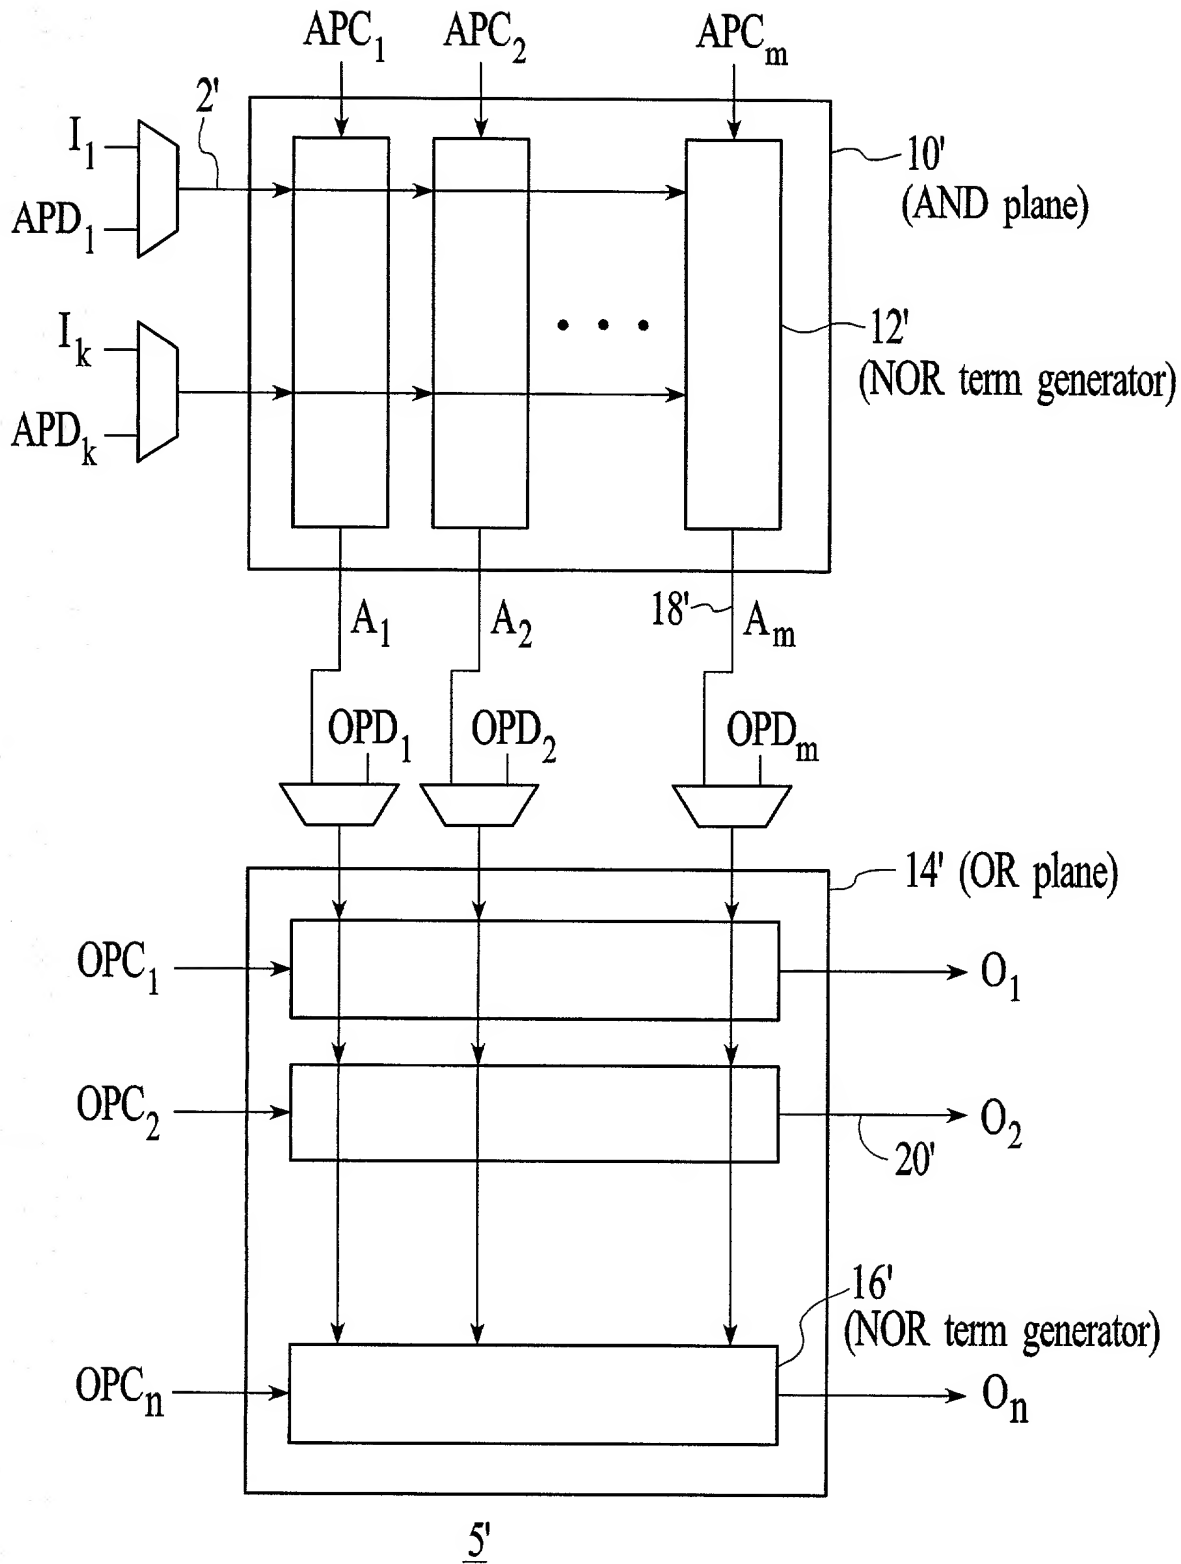 APC1 APC2 APCm
2'
I1
APD1
10'
(AND plane)
Ik
APDk
12'
(NOR term generator)
A1 A2 18' Am
OPD1 OPD2 OPDm
14' (OR plane)
OPC1 O1
OPC2 O2
20'
16'
(NOR term generator)
OPCn On
5'